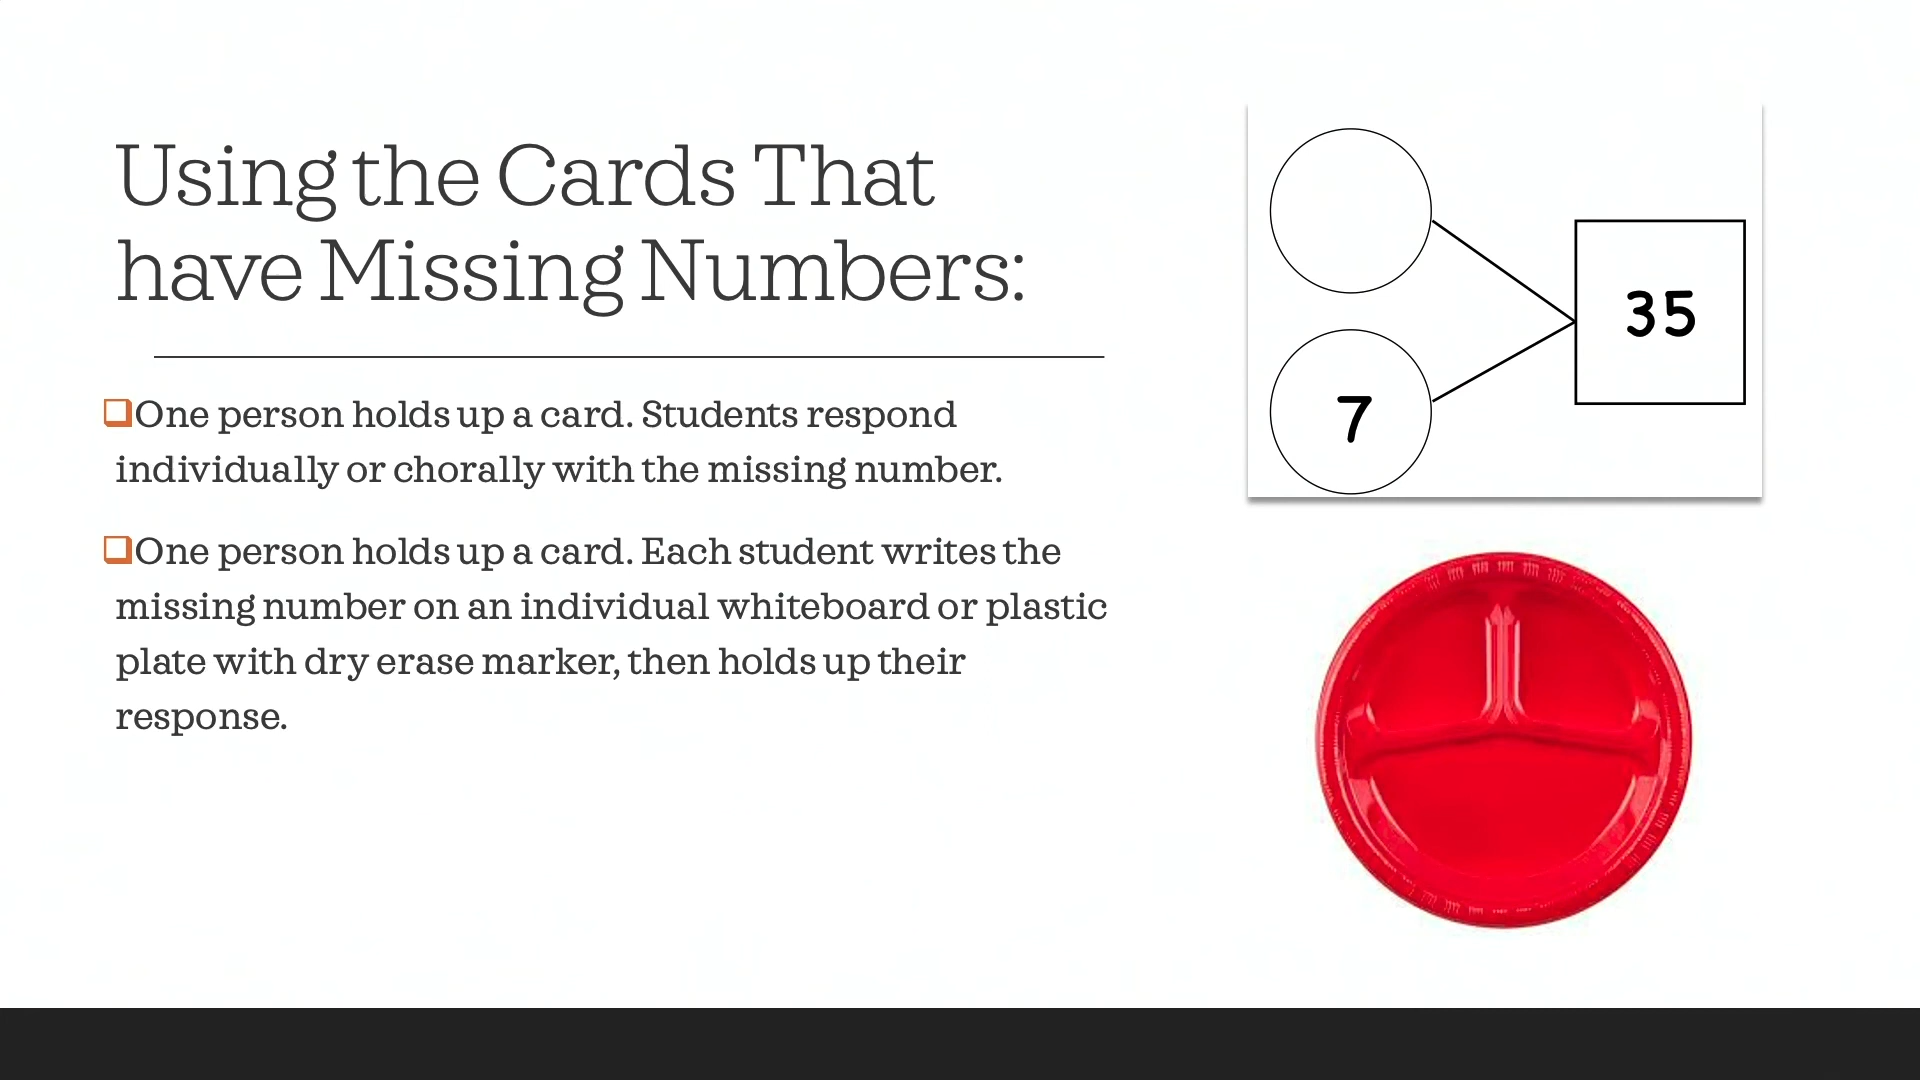 Using the Cards That
have Missing Numbers:
❑One person holds up a card. Students respond
individually or chorally with the missing number.
❑One person holds up a card. Each student writes the
missing number on an individual whiteboard or plastic
plate with dry erase marker, then holds up their
response.
35
7